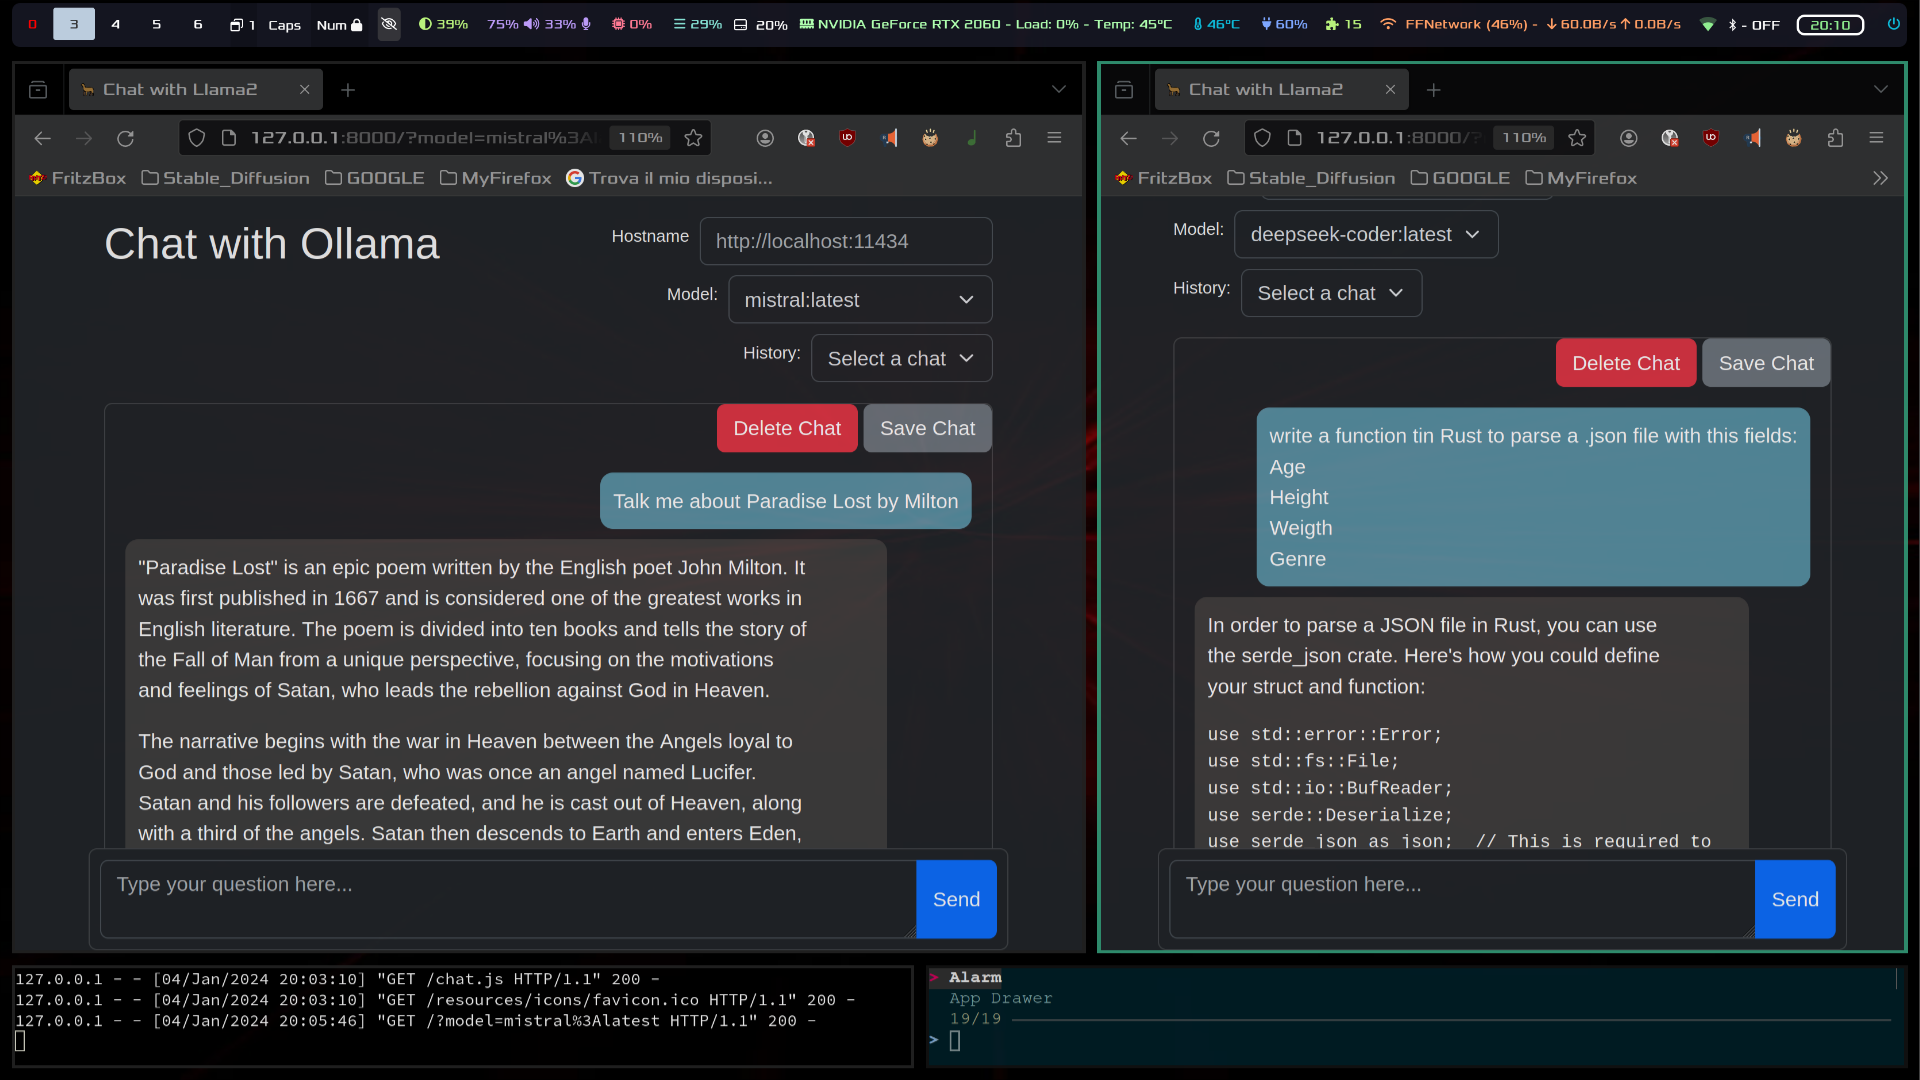 0 3 4 5 6 1 Caps Num 39% 75% 33% 0% 29% 20% NVIDIA GeForce RTX 2060 - Load: 0% - Temp: 45°C 46°C 60% 15 FFNetwork (46%) - 60.0B/s 0.0B/s - OFF 20:10
Chat with Llama2
127.0.0.1:8000/?model=mistral%3Al 110%
FritzBox Stable_Diffusion GOOGLE MyFirefox Trova il mio disposi...
Chat with Ollama
Hostname http://localhost:11434
Model: mistral:latest
History: Select a chat
Delete Chat Save Chat
Talk me about Paradise Lost by Milton
"Paradise Lost" is an epic poem written by the English poet John Milton. It
was first published in 1667 and is considered one of the greatest works in
English literature. The poem is divided into ten books and tells the story of
the Fall of Man from a unique perspective, focusing on the motivations
and feelings of Satan, who leads the rebellion against God in Heaven.
The narrative begins with the war in Heaven between the Angels loyal to
God and those led by Satan, who was once an angel named Lucifer.
Satan and his followers are defeated, and he is cast out of Heaven, along
with a third of the angels. Satan then descends to Earth and enters Eden,
Type your question here...
Send
Chat with Llama2
127.0.0.1:8000/? 110%
FritzBox Stable_Diffusion GOOGLE MyFirefox
Model: deepseek-coder:latest
History: Select a chat
Delete Chat Save Chat
write a function tin Rust to parse a .json file with this fields:
Age
Height
Weigth
Genre
In order to parse a JSON file in Rust, you can use
the serde_json crate. Here's how you could define
your struct and function:
use std::error::Error;
use std::fs::File;
use std::io::BufReader;
use serde::Deserialize;
use serde_json as json;  // This is required to
Type your question here...
Send
127.0.0.1 - - [04/Jan/2024 20:03:10] "GET /chat.js HTTP/1.1" 200 -
127.0.0.1 - - [04/Jan/2024 20:03:10] "GET /resources/icons/favicon.ico HTTP/1.1" 200 -
127.0.0.1 - - [04/Jan/2024 20:05:46] "GET /?model=mistral%3Alatest HTTP/1.1" 200 -
> Alarm
App Drawer
19/19
>